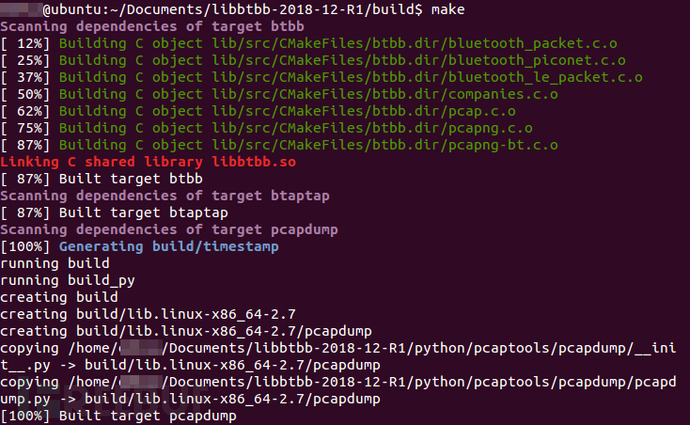 @ubuntu:~/Documents/libbtbb-2018-12-R1/build$ make
Scanning dependencies of target btbb
[ 12%] Building C object lib/src/CMakeFiles/btbb.dir/bluetooth_packet.c.o
[ 25%] Building C object lib/src/CMakeFiles/btbb.dir/bluetooth_piconet.c.o
[ 37%] Building C object lib/src/CMakeFiles/btbb.dir/bluetooth_le_packet.c.o
[ 50%] Building C object lib/src/CMakeFiles/btbb.dir/companies.c.o
[ 62%] Building C object lib/src/CMakeFiles/btbb.dir/pcap.c.o
[ 75%] Building C object lib/src/CMakeFiles/btbb.dir/pcapng.c.o
[ 87%] Building C object lib/src/CMakeFiles/btbb.dir/pcapng-bt.c.o
Linking C shared library libbtbb.so
[ 87%] Built target btbb
Scanning dependencies of target btaptap
[ 87%] Built target btaptap
Scanning dependencies of target pcapdump
[100%] Generating build/timestamp
running build
running build_py
creating build
creating build/lib.linux-x86_64-2.7
creating build/lib.linux-x86_64-2.7/pcapdump
copying /home/ /Documents/libbtbb-2018-12-R1/python/pcaptools/pcapdump/__ini
t__.py -> build/lib.linux-x86_64-2.7/pcapdump
copying /home/ /Documents/libbtbb-2018-12-R1/python/pcaptools/pcapdump/pcapd
ump.py -> build/lib.linux-x86_64-2.7/pcapdump
[100%] Built target pcapdump